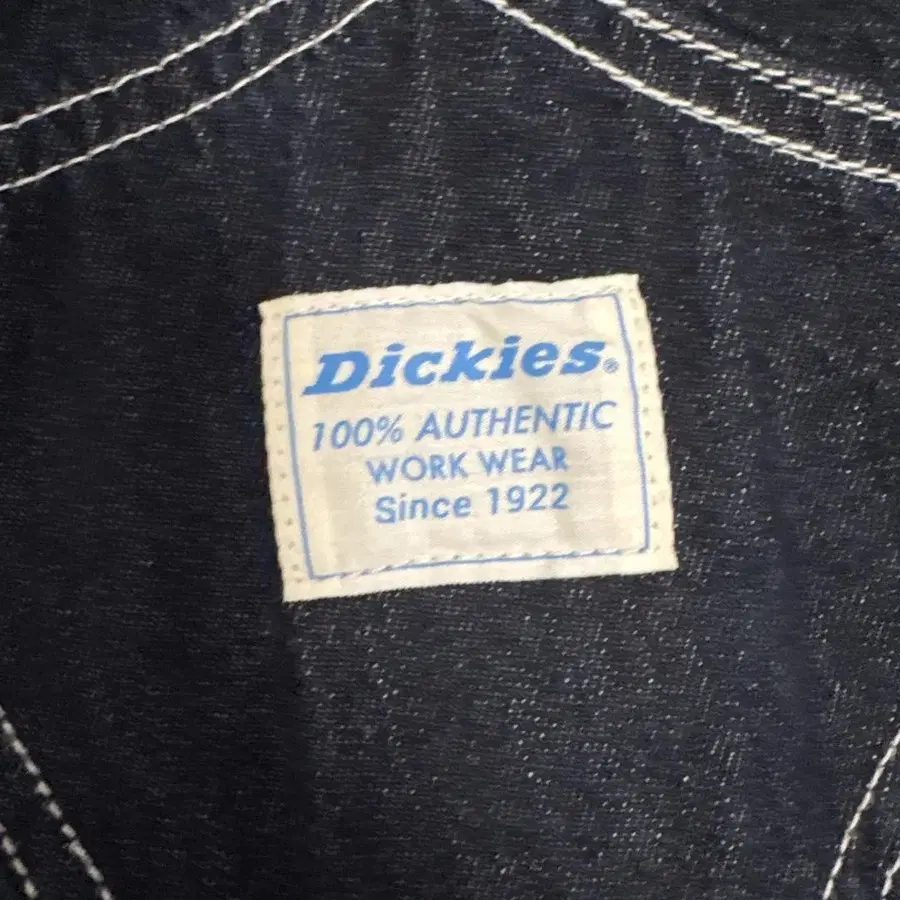 Dickies®
100% AUTHENTIC
WORK WEAR
Since 1922